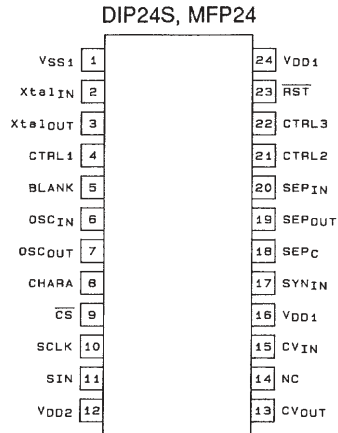 DIP24S, MFP24
VSS1 1 24 VDD1
XtalIN 2 23 RST
XtalOUT 3 22 CTRL3
CTRL1 4 21 CTRL2
BLANK 5 20 SEPIN
OSCIN 6 19 SEPOUT
OSCOUT 7 18 SEPC
CHARA 8 17 SYNIN
CS 9 16 VDD1
SCLK 10 15 CVIN
SIN 11 14 NC
VDD2 12 13 CVOUT